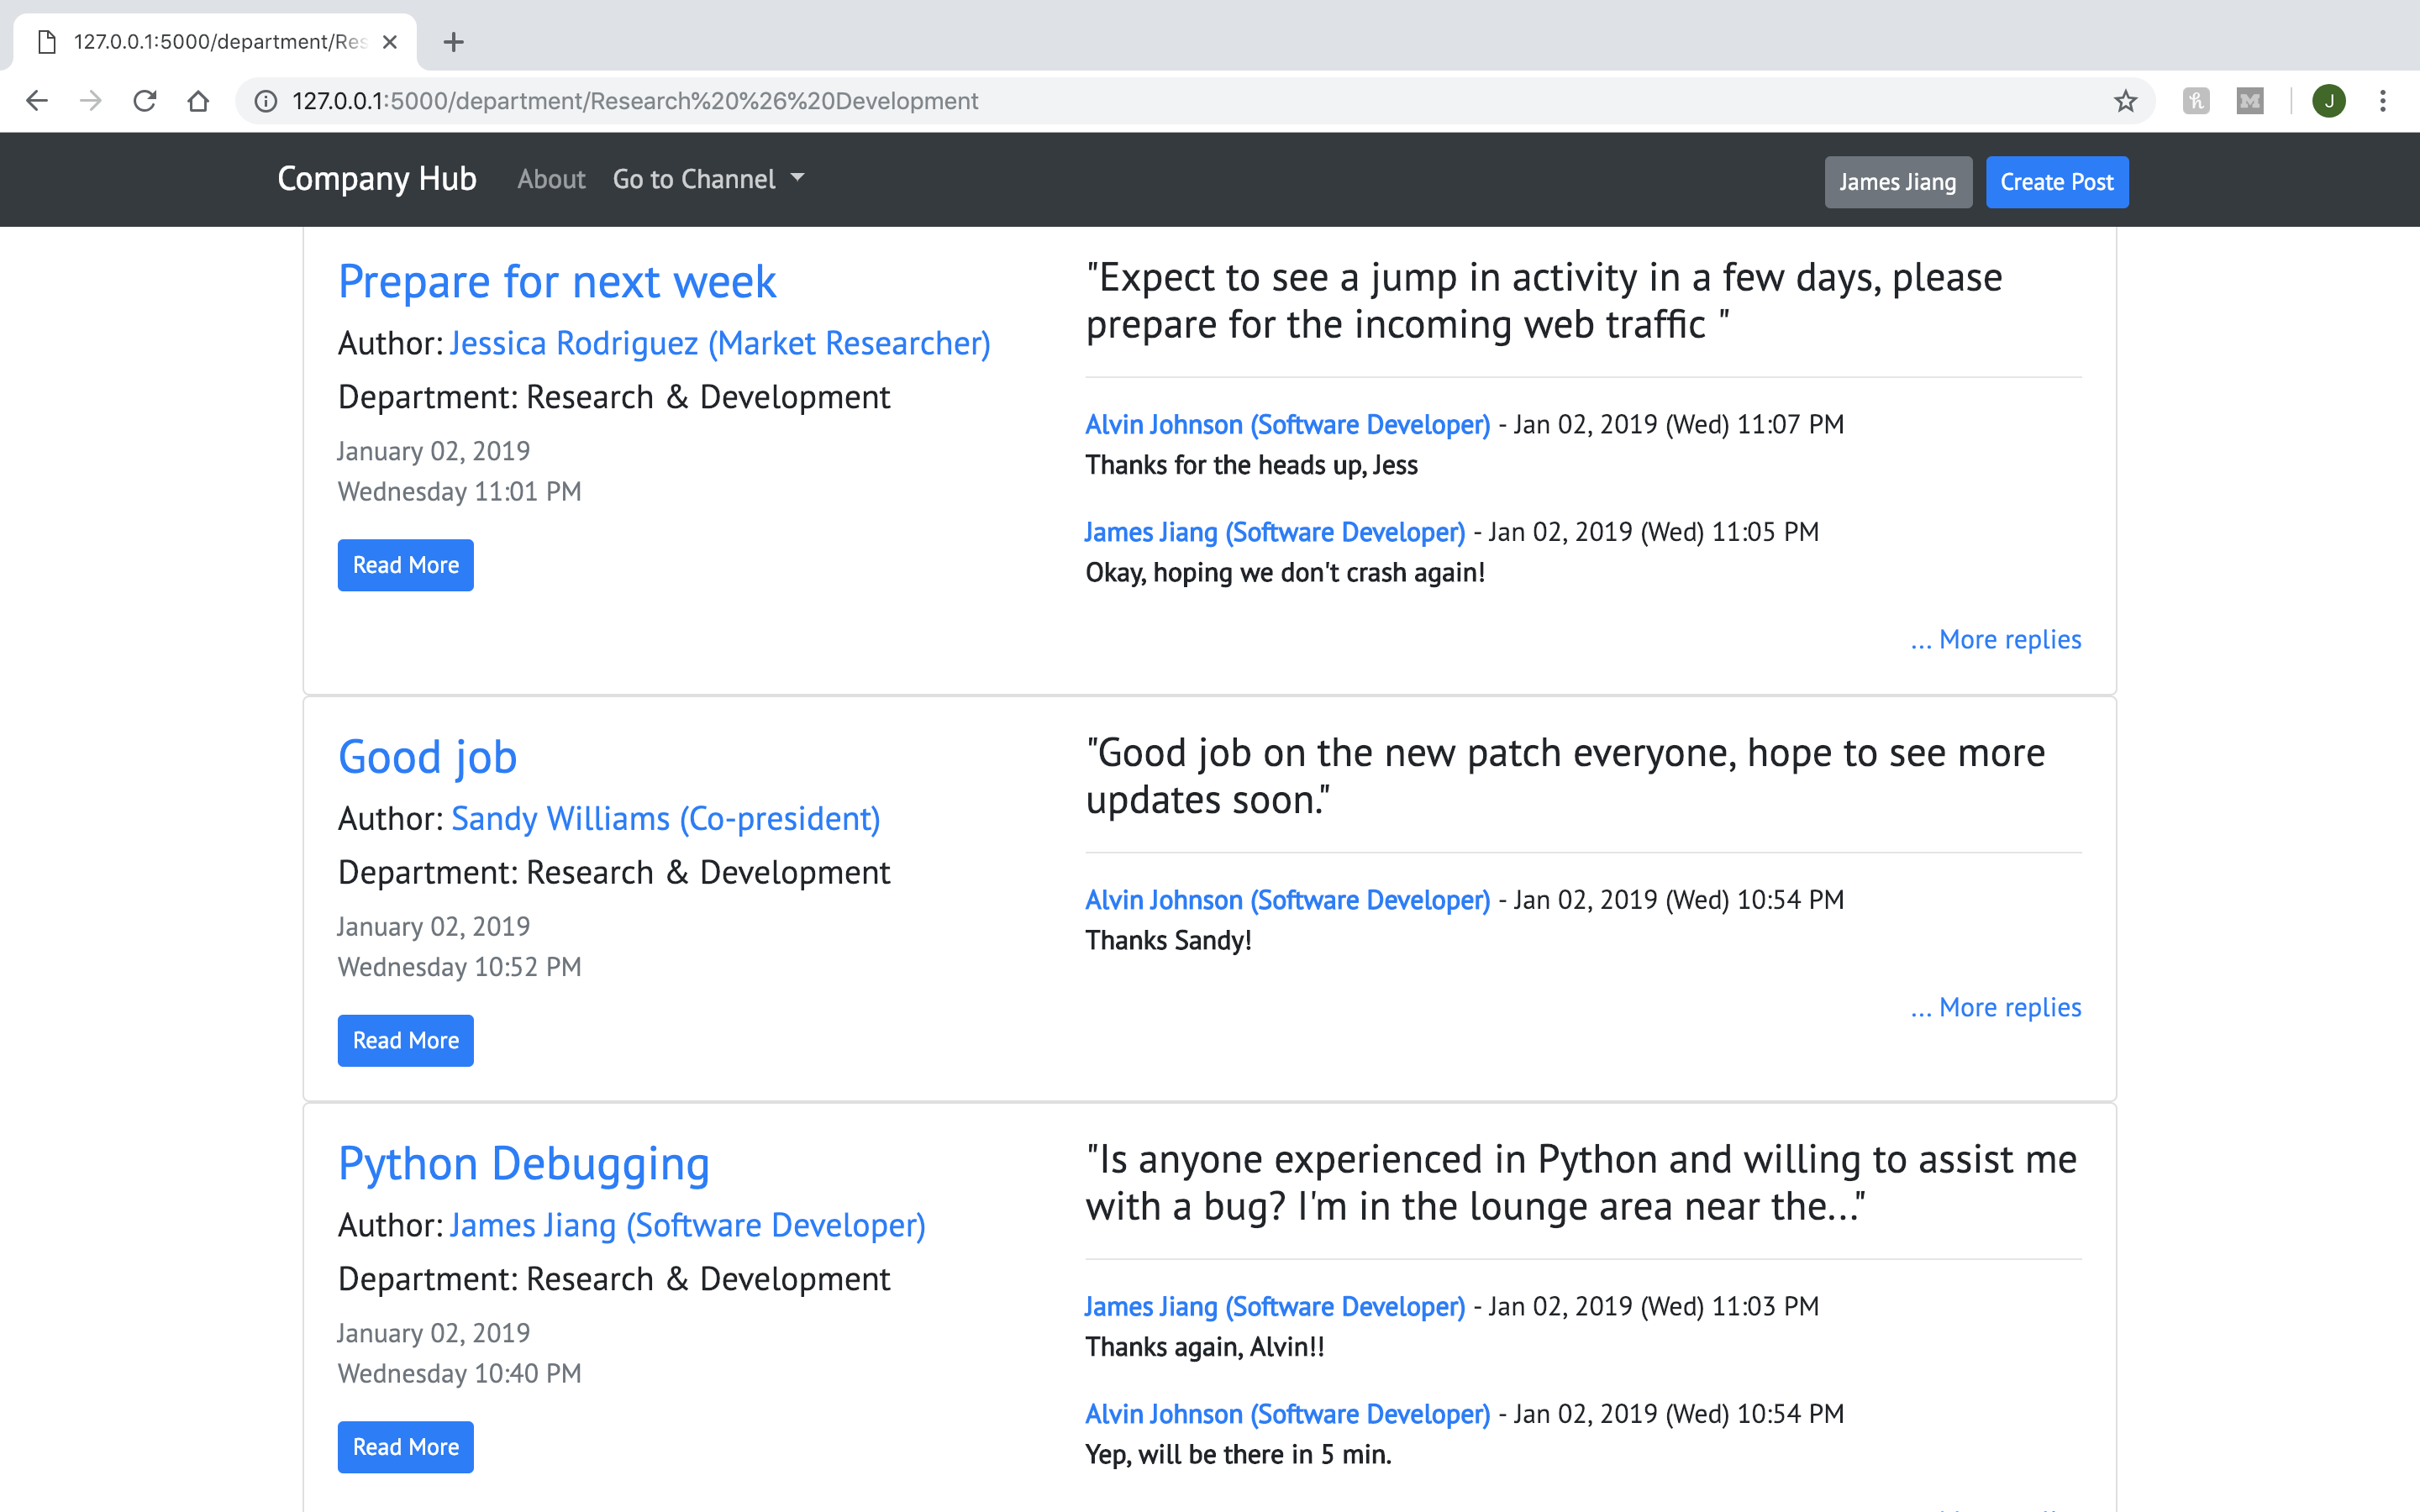 127.0.0.1:5000/department/Res
127.0.0.1:5000/department/Research%20%26%20Development
J
Company Hub About Go to Channel James Jiang Create Post
Prepare for next week
Author: Jessica Rodriguez (Market Researcher)
Department: Research & Development
January 02, 2019
Wednesday 11:01 PM
Read More
"Expect to see a jump in activity in a few days, please
prepare for the incoming web traffic "
Alvin Johnson (Software Developer) - Jan 02, 2019 (Wed) 11:07 PM
Thanks for the heads up, Jess
James Jiang (Software Developer) - Jan 02, 2019 (Wed) 11:05 PM
Okay, hoping we don't crash again!
... More replies
Good job
Author: Sandy Williams (Co-president)
Department: Research & Development
January 02, 2019
Wednesday 10:52 PM
Read More
"Good job on the new patch everyone, hope to see more
updates soon."
Alvin Johnson (Software Developer) - Jan 02, 2019 (Wed) 10:54 PM
Thanks Sandy!
... More replies
Python Debugging
Author: James Jiang (Software Developer)
Department: Research & Development
January 02, 2019
Wednesday 10:40 PM
Read More
"Is anyone experienced in Python and willing to assist me
with a bug? I'm in the lounge area near the..."
James Jiang (Software Developer) - Jan 02, 2019 (Wed) 11:03 PM
Thanks again, Alvin!!
Alvin Johnson (Software Developer) - Jan 02, 2019 (Wed) 10:54 PM
Yep, will be there in 5 min.